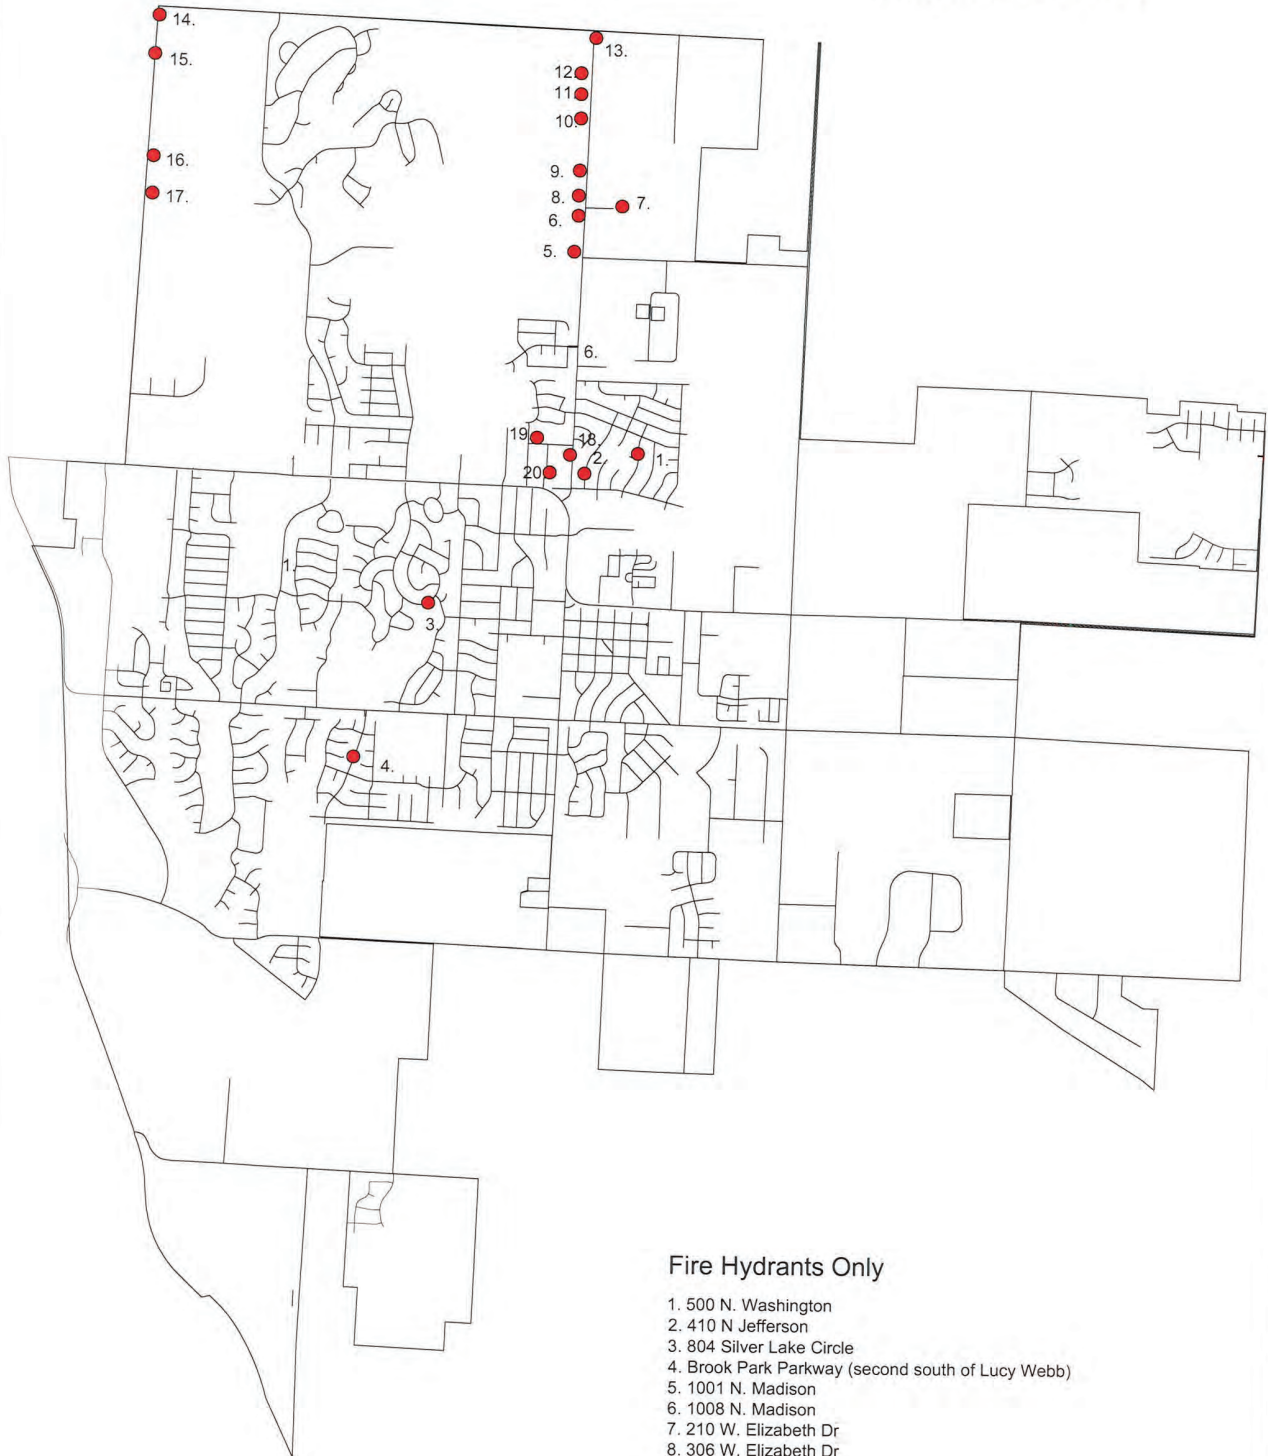 14.
13.
15.
12.
11.
10.
16.
9.
17.
8.
7.
6.
5.
6.
19
18.
2.
1.
20
1.
3.
4.
Fire Hydrants Only
1. 500 N. Washington
2. 410 N Jefferson
3. 804 Silver Lake Circle
4. Brook Park Parkway (second south of Lucy Webb)
5. 1001 N. Madison
6. 1008 N. Madison
7. 210 W. Elizabeth Dr
8. 306 W. Elizabeth Dr